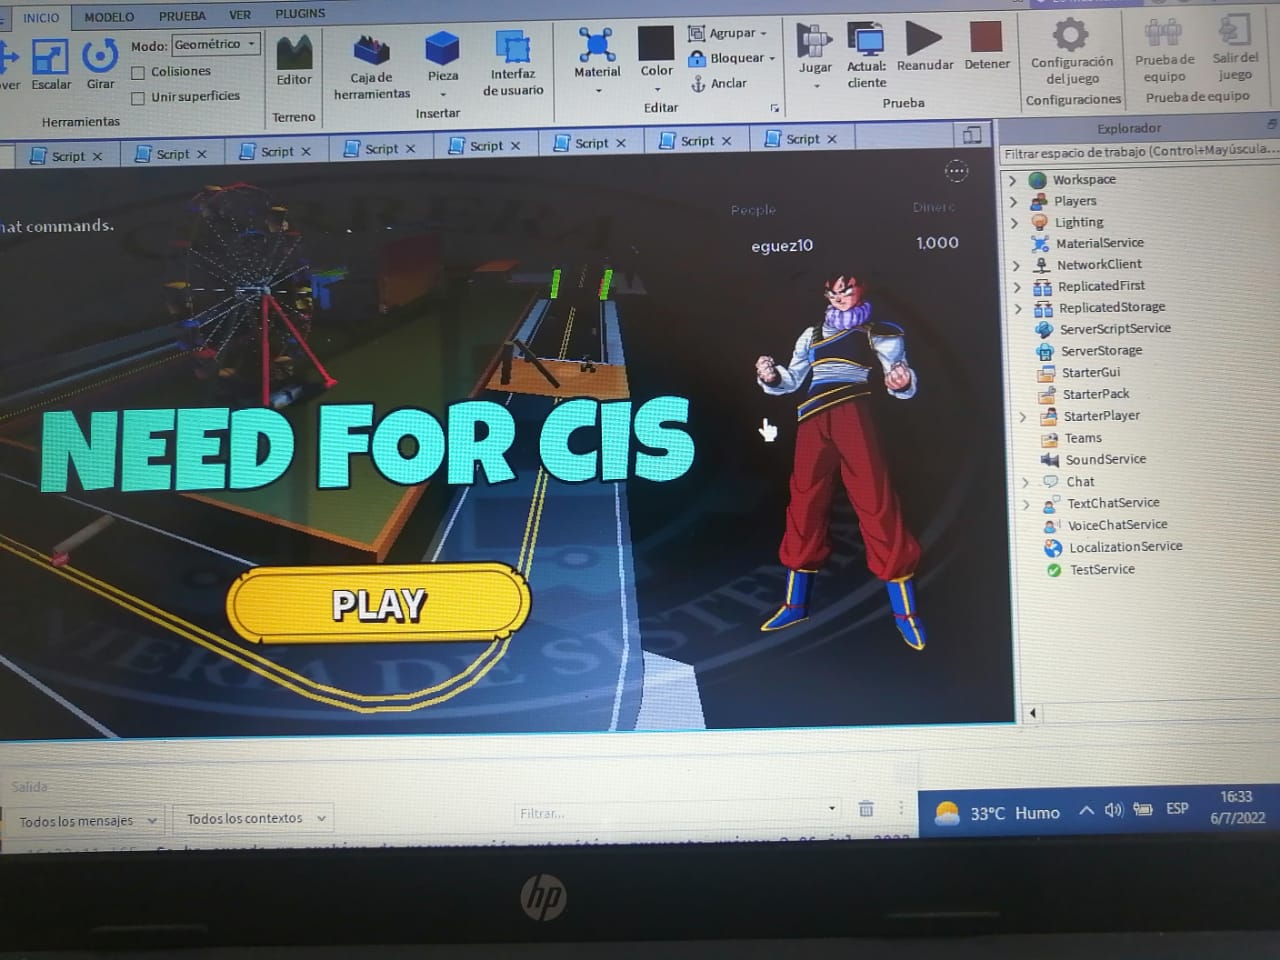 INICIO MODELO PRUEBA VER PLUGINS
Escalar
Girar
Modo: Geométrico
Colisiones
Unir superficies
Herramientas
Editor
Terreno
Caja de herramientas
Pieza
Interfaz de usuario
Insertar
Material
Color
Agrupar
Bloquear
Anclar
Editar
Jugar
Actual: cliente
Reanudar
Detener
Prueba
Configuración del juego
Configuraciones
Prueba de equipo
Salir del juego
Prueba de equipo
Script Script Script Script Script Script Script Script
Explorador
Filtrar espacio de trabajo (Control+Mayúscula...
Workspace
Players
Lighting
MaterialService
NetworkClient
ReplicatedFirst
ReplicatedStorage
ServerScriptService
ServerStorage
StarterGui
StarterPack
StarterPlayer
Teams
SoundService
Chat
TextChatService
VoiceChatService
LocalizationService
TestService
hat commands.
People Dinero
eguez10 1,000
NEED FOR CIS
PLAY
DE SISTEMA
Salida
Todos los mensajes
Todos los contextos
Filtrar...
33°C Humo
ESP
16:33
6/7/2022
hp